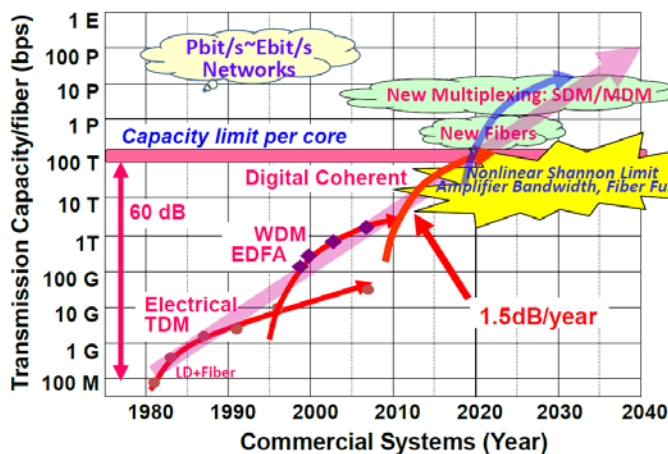 Transmission Capacity/fiber (bps)
1 E
100 P
10 P
1 P
100 T
10 T
1T
100 G
10 G
1 G
100 M
Pbit/s~Ebit/s
Networks
New Multiplexing: SDM/MDM
New Fibers
Capacity limit per core
Nonlinear Shannon Limit
Amplifier Bandwidth, Fiber Fu
Digital Coherent
60 dB
WDM
EDFA
Electrical
TDM
1.5dB/year
LD+Fiber
1980 1990 2000 2010 2020 2030 2040
Commercial Systems (Year)